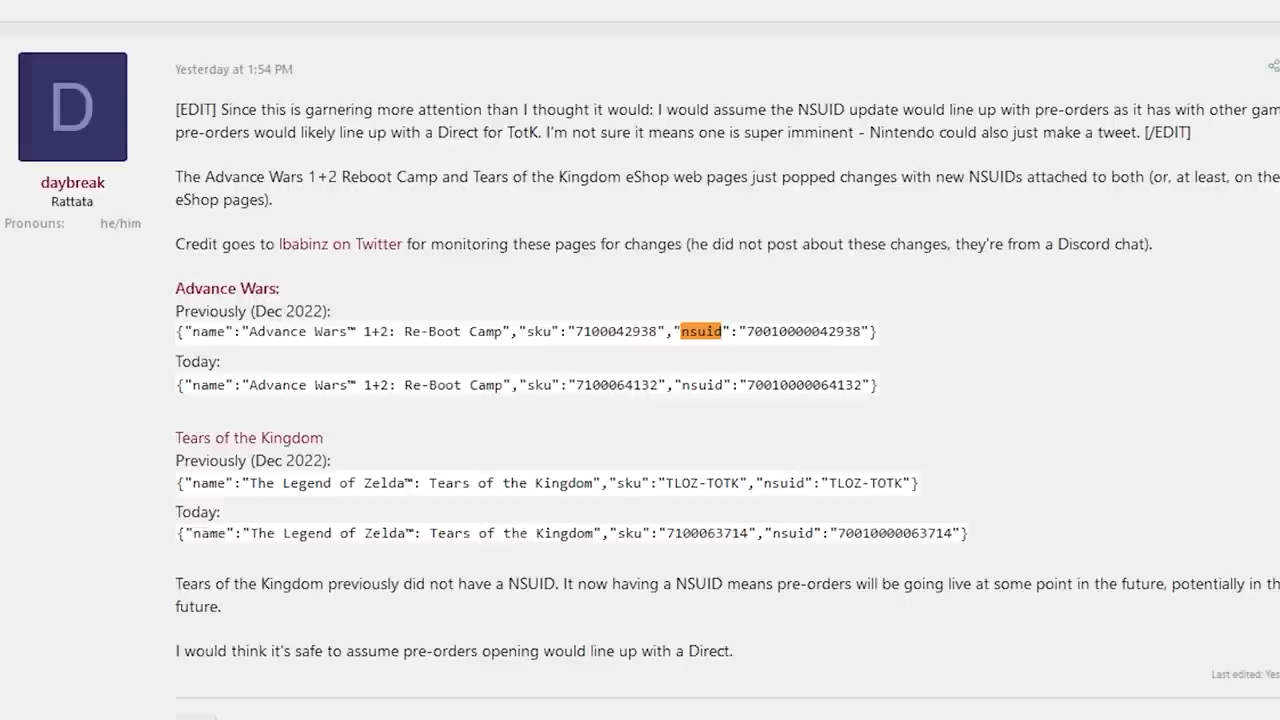 D
daybreak
Rattata
Pronouns: he/him
Yesterday at 1:54 PM
[EDIT] Since this is garnering more attention than I thought it would: I would assume the NSUID update would line up with pre-orders as it has with other
pre-orders would likely line up with a Direct for TotK. I'm not sure it means one is super imminent - Nintendo could also just make a tweet. [/EDIT]
The Advance Wars 1+2 Reboot Camp and Tears of the Kingdom eShop web pages just popped changes with new NSUIDs attached to both (or, at least, on the
eShop pages).
Credit goes to lbabinz on Twitter for monitoring these pages for changes (he did not post about these changes, they're from a Discord chat).
Advance Wars:
Previously (Dec 2022):
{"name":"Advance Wars™ 1+2: Re-Boot Camp","sku":"7100042938","nsuid":"70010000042938"}
Today:
{"name":"Advance Wars™ 1+2: Re-Boot Camp","sku":"7100064132","nsuid":"70010000064132"}
Tears of the Kingdom
Previously (Dec 2022):
{"name":"The Legend of Zelda™: Tears of the Kingdom","sku":"TLOZ-TOTK","nsuid":"TLOZ-TOTK"}
Today:
{"name":"The Legend of Zelda™: Tears of the Kingdom","sku":"7100063714","nsuid":"70010000063714"}
Tears of the Kingdom previously did not have a NSUID. It now having a NSUID means pre-orders will be going live at some point in the future, potentially in
future.
I would think it's safe to assume pre-orders opening would line up with a Direct.
Last edited: